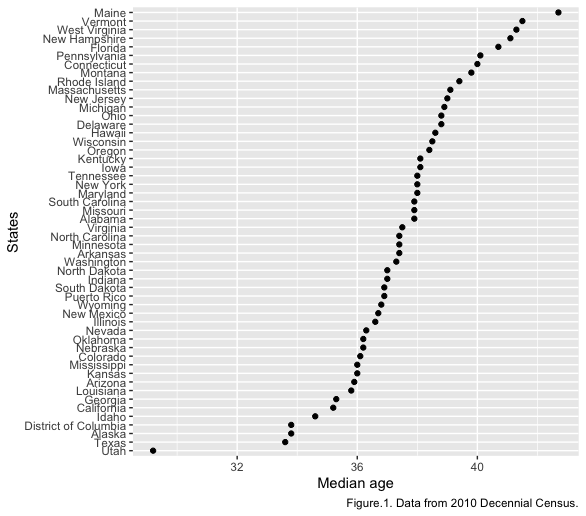 Maine
Vermont
West Virginia
New Hampshire
Florida
Pennsylvania
Connecticut
Montana
Rhode Island
Massachusetts
New Jersey
Michigan
Ohio
Delaware
Hawaii
Wisconsin
Oregon
Kentucky
Iowa
Tennessee
New York
Maryland
South Carolina
Missouri
Alabama
Virginia
North Carolina
Minnesota
Arkansas
Washington
North Dakota
Indiana
South Dakota
Puerto Rico
Wyoming
New Mexico
Illinois
Nevada
Oklahoma
Nebraska
Colorado
Mississippi
Kansas
Arizona
Louisiana
Georgia
California
Idaho
District of Columbia
Alaska
Texas
Utah
States
32 36 40
Median age
Figure.1. Data from 2010 Decennial Census.